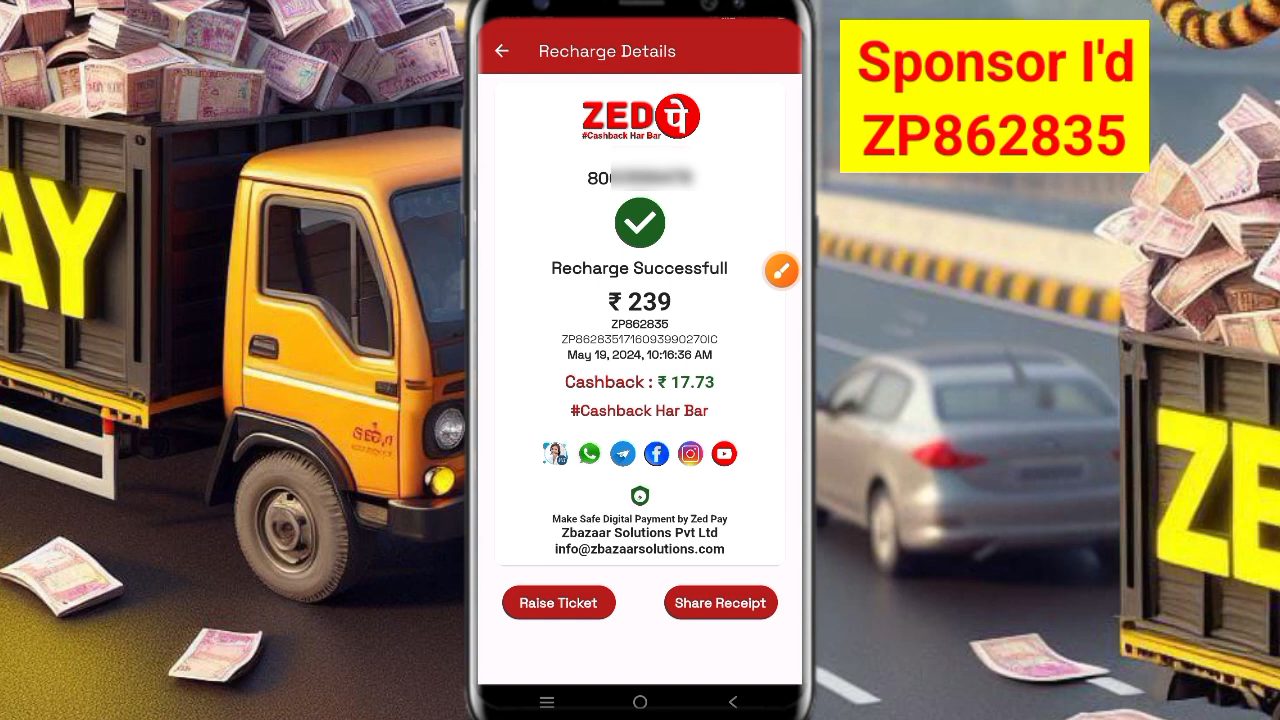 Sponsor I'd
ZP862835
Recharge Details
ZED पे
#Cashback Har Bar
Recharge Successfull
₹ 239
ZP862835
ZP86283517160939902​7OIC
May 19, 2024, 10:16:36 AM
Cashback : ₹ 17.73
#Cashback Har Bar
Make Safe Digital Payment by Zed Pay
Zbazaar Solutions Pvt Ltd
info@zbazaarsolutions.com
Raise Ticket
Share Receipt
AY
ZE